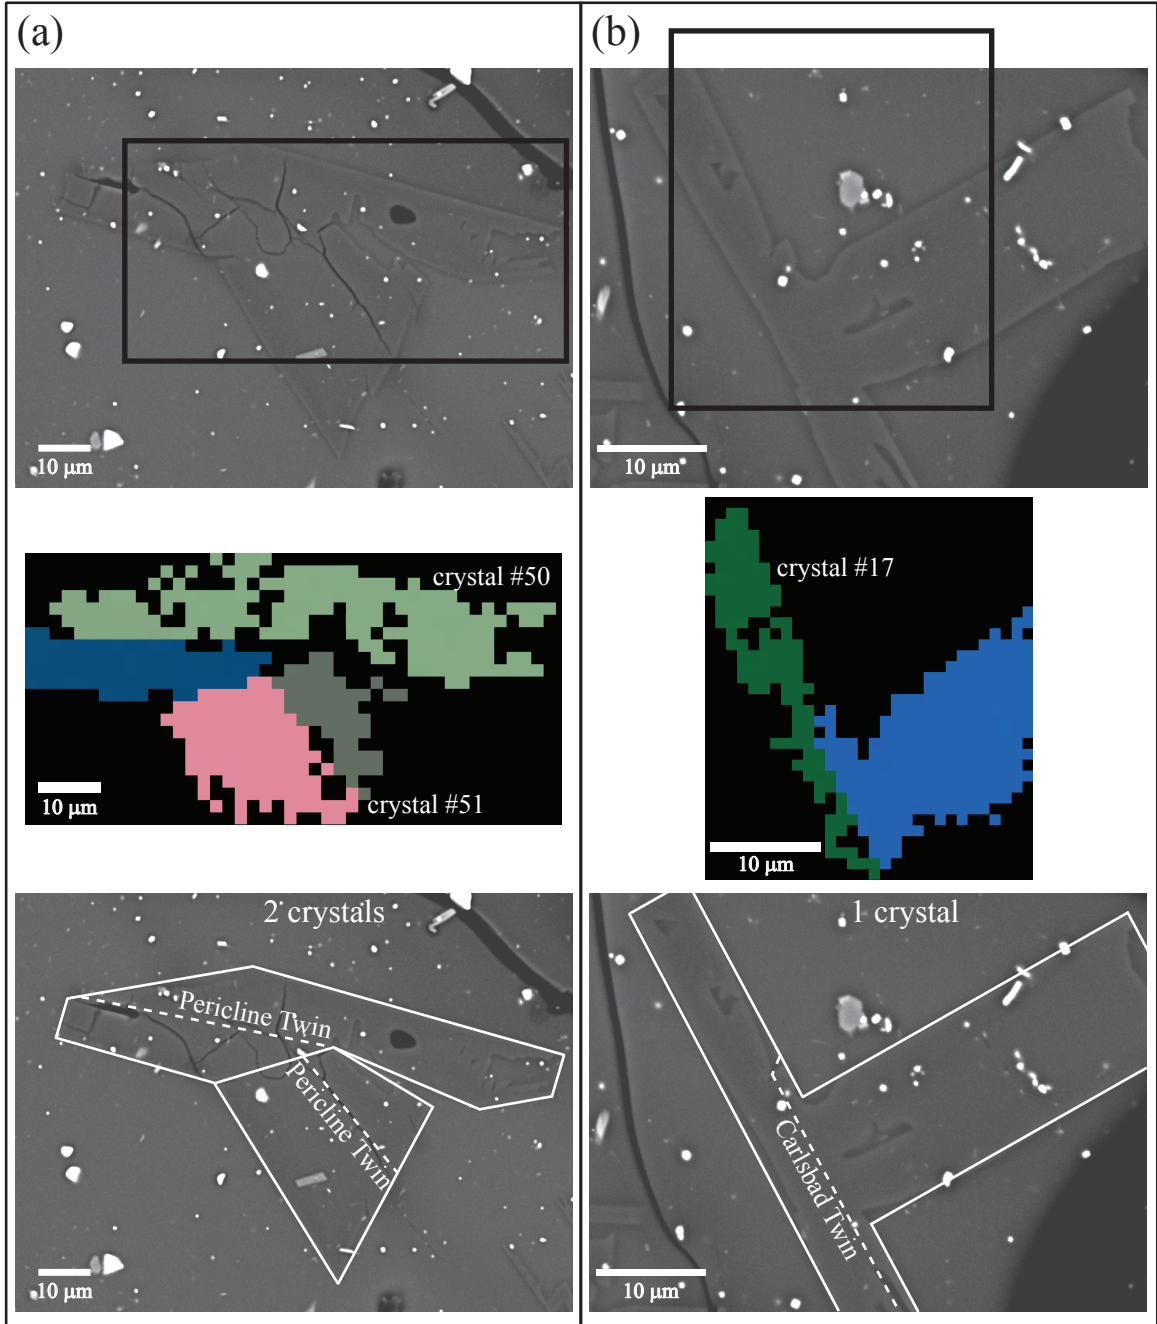 (a)
10 μm
crystal #50
crystal #51
10 μm
2 crystals
Pericline Twin
Pericline Twin
10 μm
(b)
10 μm
crystal #17
10 μm
1 crystal
Carlsbad Twin
10 μm